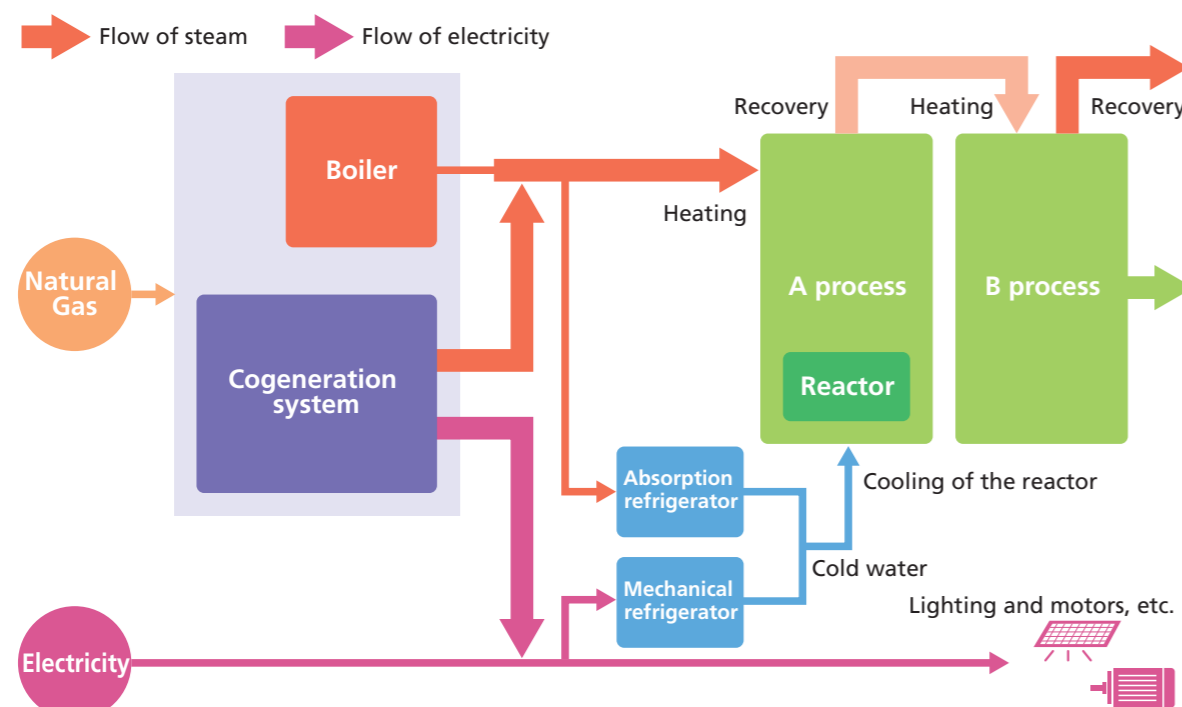 Flow of steam
Flow of electricity
Boiler
Recovery
Heating
Recovery
Heating
Natural
Gas
Cogeneration
system
A process
B process
Reactor
Absorption
refrigerator
Cooling of the reactor
Mechanical
refrigerator
Cold water
Lighting and motors, etc.
Electricity